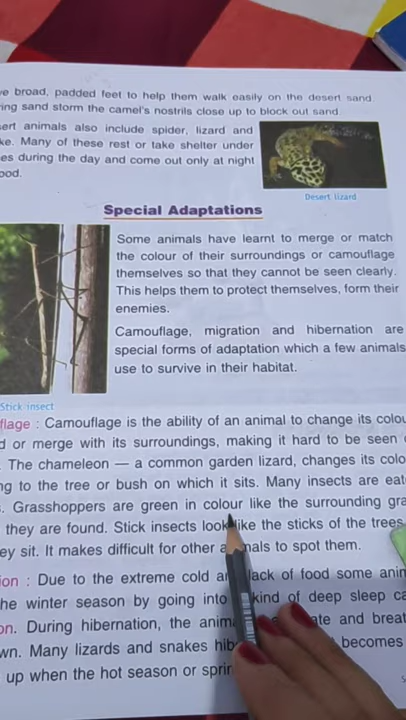 broad, padded feet to help them walk easily on the desert sand.
sand storm the camel's nostrils close up to block out sand.
animals also include spider, lizard and
Many of these rest or take shelter under
during the day and come out only at night
Desert lizard
Special Adaptations
Some animals have learnt to merge or match
the colour of their surroundings or camouflage
themselves so that they cannot be seen clearly.
This helps them to protect themselves, form their
enemies.
Camouflage, migration and hibernation are
special forms of adaptation which a few animals
use to survive in their habitat.
Stick insect
flage : Camouflage is the ability of an animal to change its colou
or merge with its surroundings, making it hard to be seen
The chameleon — a common garden lizard, changes its colo
to the tree or bush on which it sits. Many insects are eat
Grasshoppers are green in colour like the surrounding gra
they are found. Stick insects look like the sticks of the trees
ey sit. It makes difficult for other a mals to spot them.
ion : Due to the extreme cold an lack of food some anim
he winter season by going into kind of deep sleep ca
on. During hibernation, the anima ate and breat
wn. Many lizards and snakes hib becomes
up when the hot season or sprin